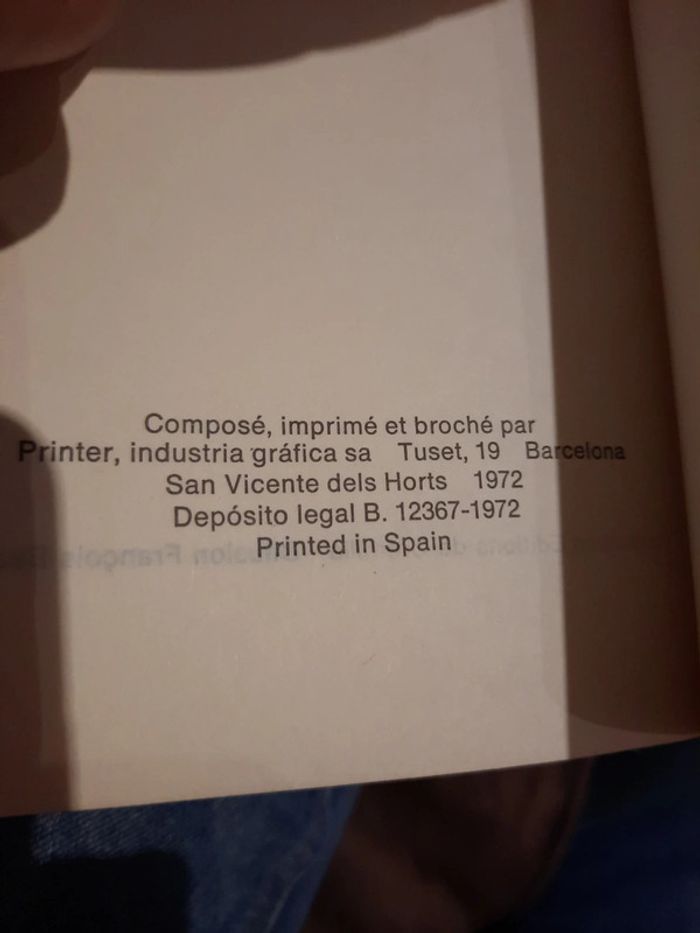 Composé, imprimé et broché par
Printer, industria gráfica sa Tuset, 19 Barcelona
San Vicente dels Horts 1972
Depósito legal B. 12367-1972
Printed in Spain